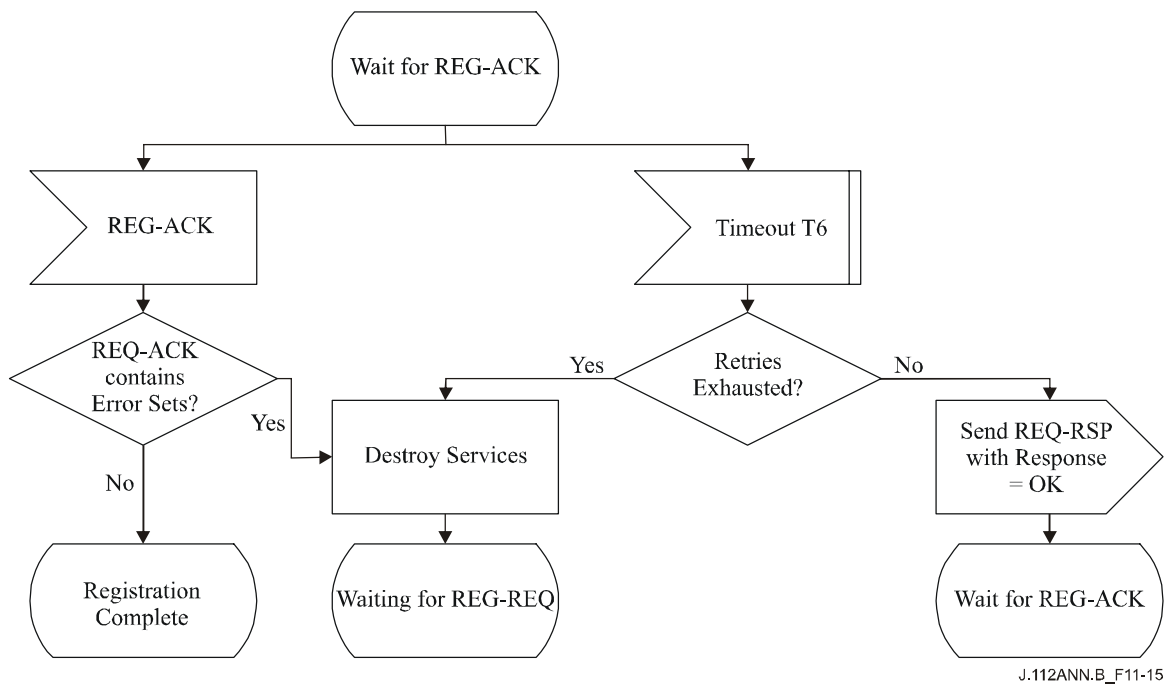 Wait for REG-ACK
REG-ACK
Timeout T6
REQ-ACK
contains
Error Sets?
Yes
No
Retries
Exhausted?
Yes
No
Destroy Services
Send REQ-RSP
with Response
= OK
Registration
Complete
Waiting for REG-REQ
Wait for REG-ACK
J.112ANN.B_F11-15